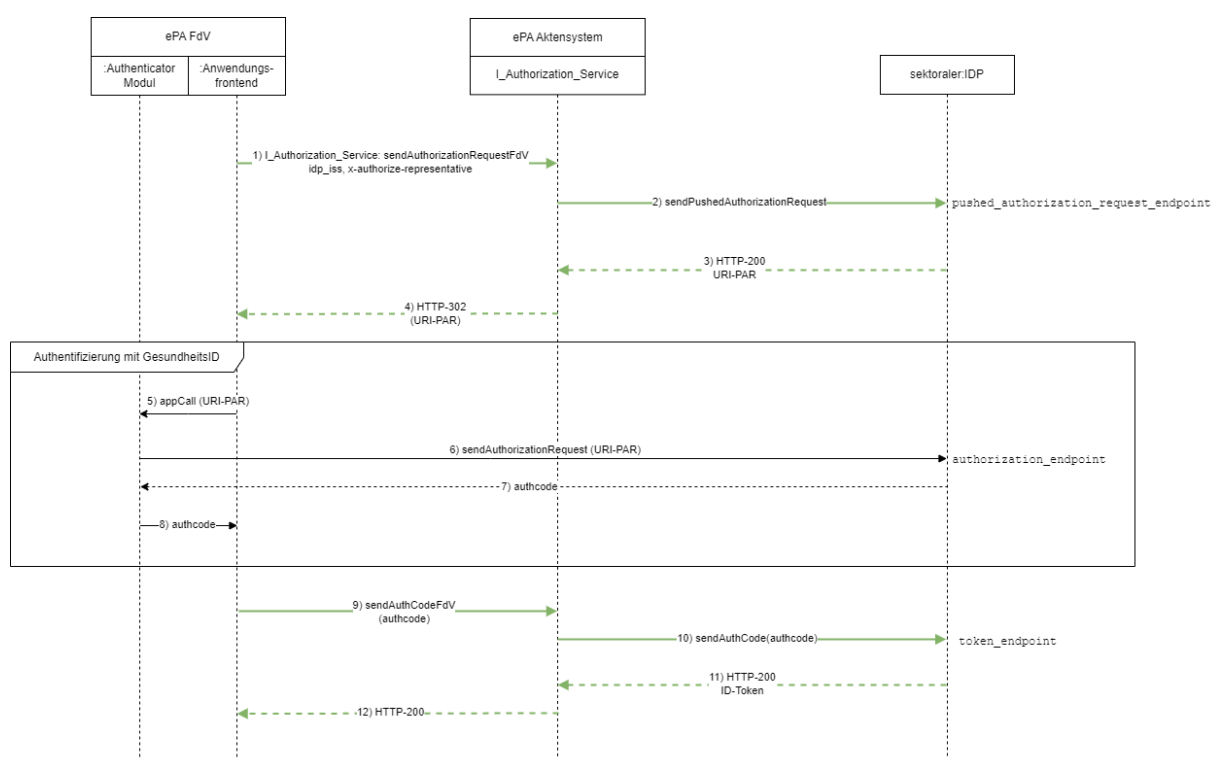 ePA FdV
:Authenticator
Modul
:Anwendungs-
frontend
ePA Aktensystem
I_Authorization_Service
sektoraler:IDP
1) I_Authorization_Service: sendAuthorizationRequestFdV
idp_iss, x-authorize-representative
2) sendPushedAuthorizationRequest
pushed_authorization_request_endpoint
3) HTTP-200
URI-PAR
4) HTTP-302
(URI-PAR)
Authentifizierung mit GesundheitsID
5) appCall (URI-PAR)
6) sendAuthorizationRequest (URI-PAR)
authorization_endpoint
7) authcode
8) authcode
9) sendAuthCodeFdV
(authcode)
10) sendAuthCode(authcode)
token_endpoint
11) HTTP-200
ID-Token
12) HTTP-200